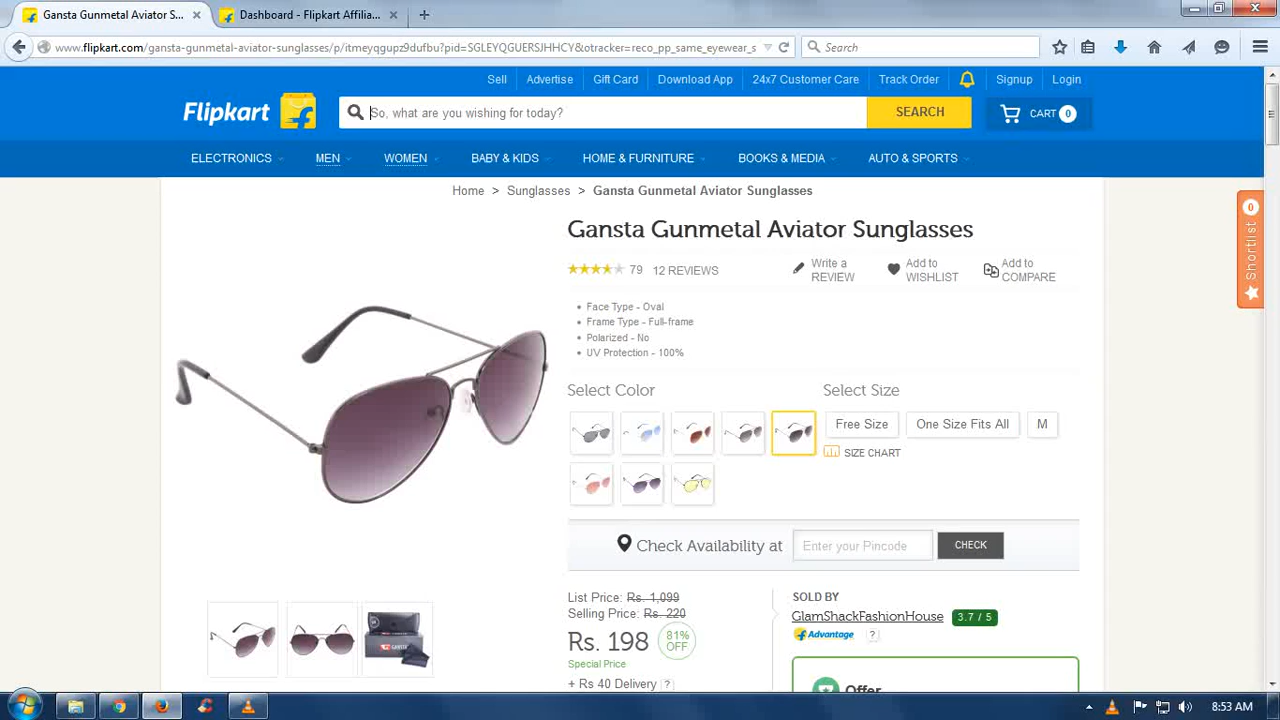 Gansta Gunmetal Aviator S...
Dashboard - Flipkart Affilia...
www.flipkart.com/gansta-gunmetal-aviator-sunglasses/p/itmeyqgupz9dufbu?pid=SGLEYQGUERSJHHCY&otracker=reco_pp_same_eyewear_s
Search
Sell Advertise Gift Card Download App 24x7 Customer Care Track Order Signup Login
Flipkart
So, what are you wishing for today?
SEARCH
CART 0
ELECTRONICS MEN WOMEN BABY & KIDS HOME & FURNITURE BOOKS & MEDIA AUTO & SPORTS
Home > Sunglasses > Gansta Gunmetal Aviator Sunglasses
0
Shortlist
Gansta Gunmetal Aviator Sunglasses
79 12 REVIEWS
Write a REVIEW
Add to WISHLIST
Add to COMPARE
Face Type - Oval
Frame Type - Full-frame
Polarized - No
UV Protection - 100%
Select Color
Select Size
Free Size One Size Fits All M
SIZE CHART
Check Availability at
Enter your Pincode
CHECK
List Price: Rs. 1,099
Selling Price: Rs. 220
Rs. 198
81% OFF
Special Price
+ Rs 40 Delivery ?
SOLD BY
GlamShackFashionHouse 3.7 / 5
Advantage ?
Offer
8:53 AM